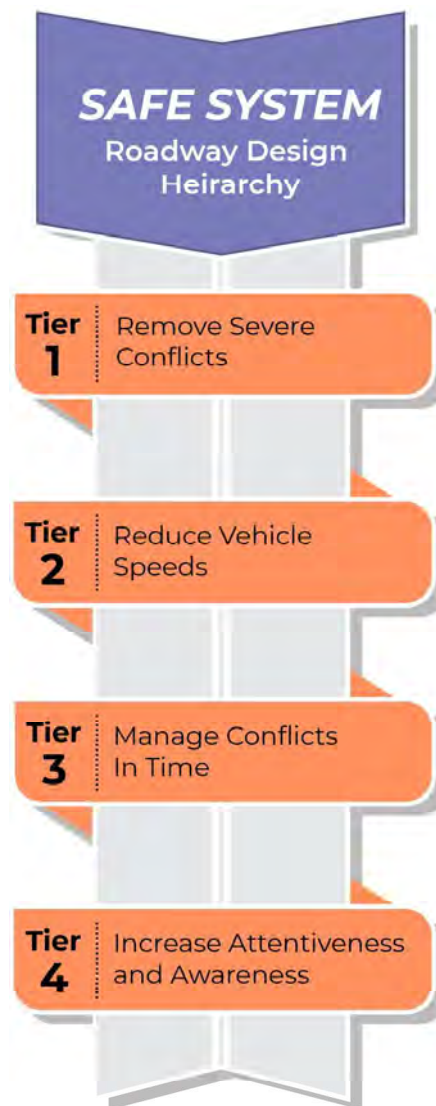 SAFE SYSTEM
Roadway Design
Heirarchy
Tier
1
Remove Severe
Conflicts
Tier
2
Reduce Vehicle
Speeds
Tier
3
Manage Conflicts
In Time
Tier
4
Increase Attentiveness
and Awareness